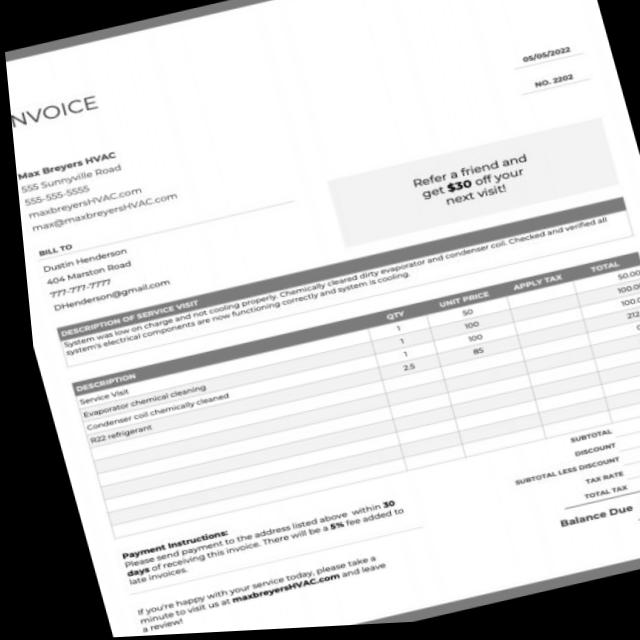 05/05/2022
NO. 2202
NVOICE
Max Breyers HVAC
555 Sunnyville Road
555-555-5555
maxbreyersHVAC.com
max@maxbreyersHVAC.com
Refer a friend and
get $30 off your
next visit!
BILL TO
Dustin Henderson
404 Marston Road
777-777-7777
DHenderson@gmail.com
DESCRIPTION OF SERVICE VISIT
System was low on charge and not cooling properly. Chemically cleared dirty evaporator and condenser coil. Checked and verified all
system's electrical components are now functioning correctly and system is cooling.
DESCRIPTION QTY UNIT PRICE APPLY TAX TOTAL
Service Visit 1 50 50.00
Evaporator chemical cleaning 1 100 100.0
Condenser coil chemically cleaned 1 100 100.
R22 refrigerant 2.5 85 212.
SUBTOTAL
DISCOUNT
SUBTOTAL LESS DISCOUNT
TAX RATE
TOTAL TAX
Balance Due
Payment Instructions:
Please send payment to the address listed above within 30
days of receiving this invoice. There will be a 5% fee added to
late invoices.
If you're happy with your service today, please take a
minute to visit us at maxbreyersHVAC.com and leave
a review!